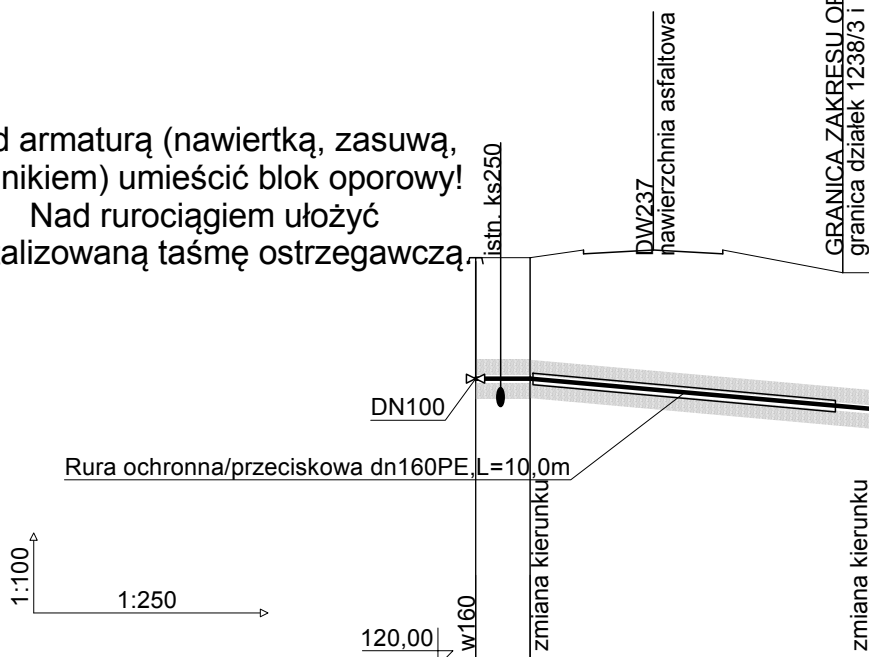 d armaturą (nawiertką, zasuwą,
nikiem) umieścić blok oporowy!
Nad rurociągiem ułożyć
alizowaną taśmę ostrzegawczą.
istn. ks250
DW237
nawierzchnia asfaltowa
GRANICA ZAKRESU
granica działek 1238/3 i
DN100
Rura ochronna/przeciskowa dn160PE,L=10,0m
1:100
1:250
120,00
w160
zmiana kierunku
zmiana kierunku